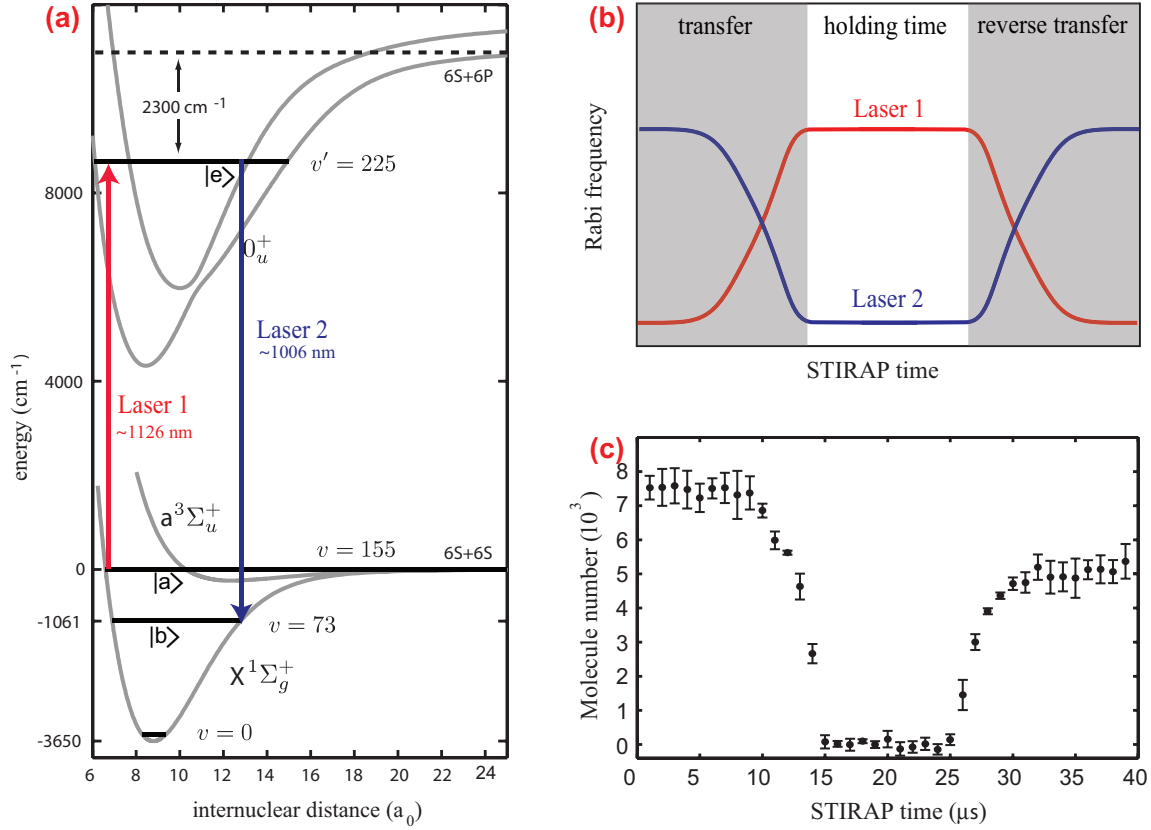 (a)
6S+6P
2300 cm⁻¹
|e>
v′ = 225
8000
0ᵤ⁺
Laser 2
~1006 nm
4000
Laser 1
~1126 nm
energy (cm⁻¹)
a³Σᵤ⁺
v = 155
6S+6S
0
|a>
-1061
|b>
v = 73
X¹Σg⁺
v = 0
-3650
6 8 10 12 14 16 18 20 22 24
internuclear distance (a₀)
(b)
transfer
holding time
reverse transfer
Laser 1
Rabi frequency
Laser 2
STIRAP time
(c)
8
7
6
5
4
3
2
1
0
Molecule number (10³)
0 5 10 15 20 25 30 35 40
STIRAP time (μs)